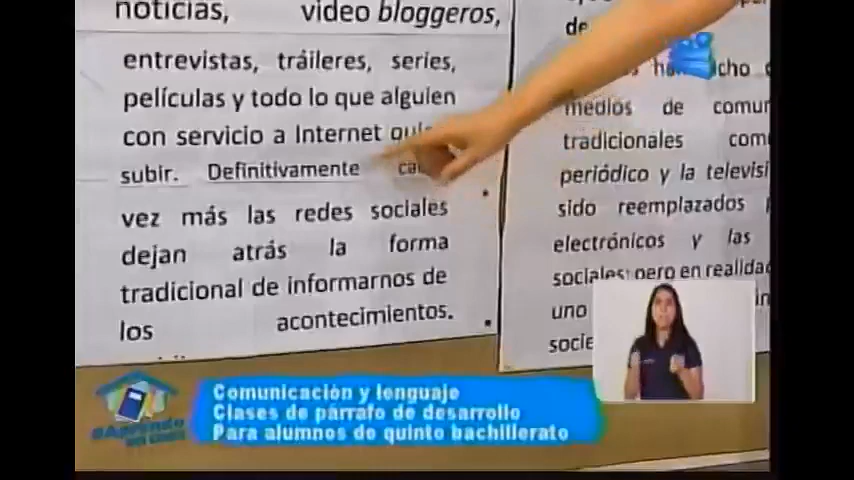 noticias, video bloggeros,
entrevistas, tráileres, series,
películas y todo lo que alguien
con servicio a Internet
subir. Definitivamente
vez más las redes sociales
dejan atrás la forma
tradicional de informarnos de
los acontecimientos.
de
medios de
tradicionales
periódico y la
sido reemplazados
electrónicos y las
sociales; pero en
uno
#Aprendo
en casa
Comunicación y lenguaje
Clases de párrafo de desarrollo
Para alumnos de quinto bachillerato